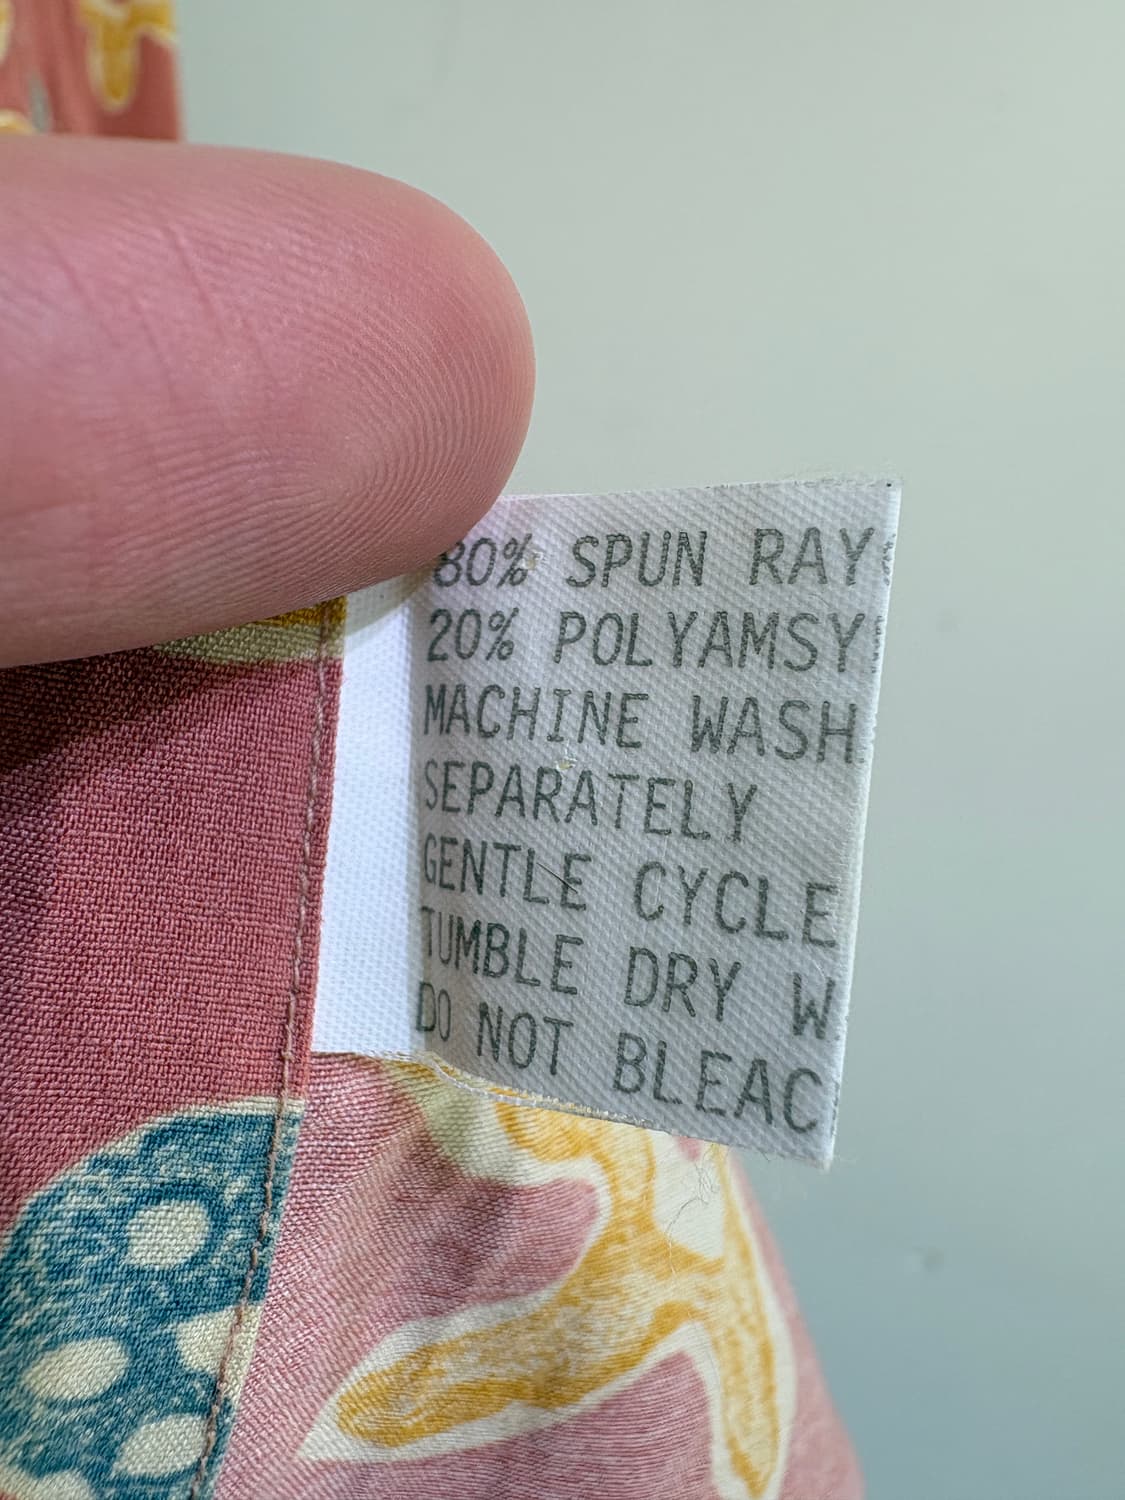 80% SPUN RAY
20% POLYAMSY
MACHINE WASH
SEPARATELY
GENTLE CYCLE
TUMBLE DRY W
DO NOT BLEAC